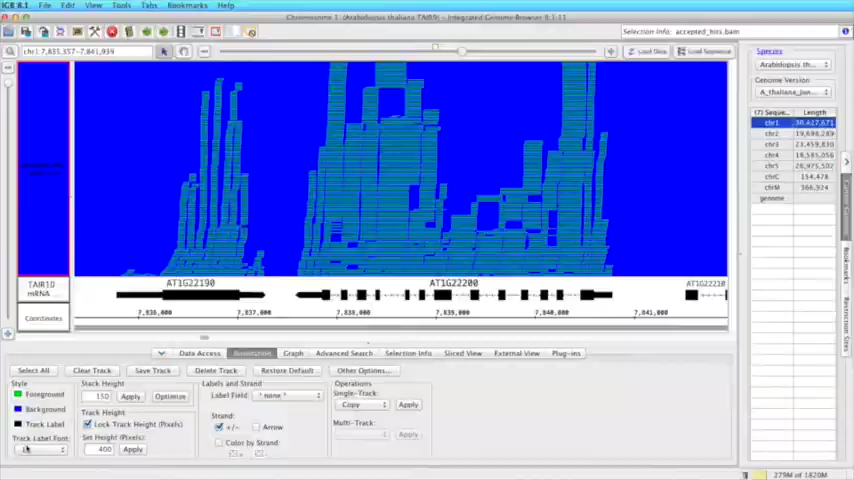 IGB 8.1 File Edit View Tools Tabs Bookmarks Help
Chromosome 1 (Arabidopsis thaliana TAIR9) - Integrated Genome Browser 8.1.11
chr1:7,835,357-7,841,939
Load Data
Load Sequence
Selection Info: accepted_hits.bam
Species
Arabidopsis th...
Genome Version
A_thaliana_Jun...
(7) Seque... Length
chr1 30,427,671
chr2 19,698,289
chr3 23,459,830
chr4 18,585,056
chr5 26,975,502
chrC 154,478
chrM 366,924
genome
Current Genome
Bookmarks
Restriction Sites
TAIR10
mRNA
AT1G22190
AT1G22200
AT1G22210
Coordinates
7,836,000 7,837,000 7,838,000 7,839,000 7,840,000 7,841,000
Data Access Annotation Graph Advanced Search Selection Info Sliced View External View Plug-ins
Select All Clear Track Save Track Delete Track Restore Default Other Options...
Style
Foreground
Background
Track Label
Track Label Font:
Stack Height
150 Apply Optimize
Track Height
Lock Track Height (Pixels)
Set Height (Pixels):
400 Apply
Labels and Strand
Label Field: * none *
Strand:
+/- Arrow
Color by Strand:
Operations
Single-Track:
Copy Apply
Multi-Track:
Apply
279M of 1820M